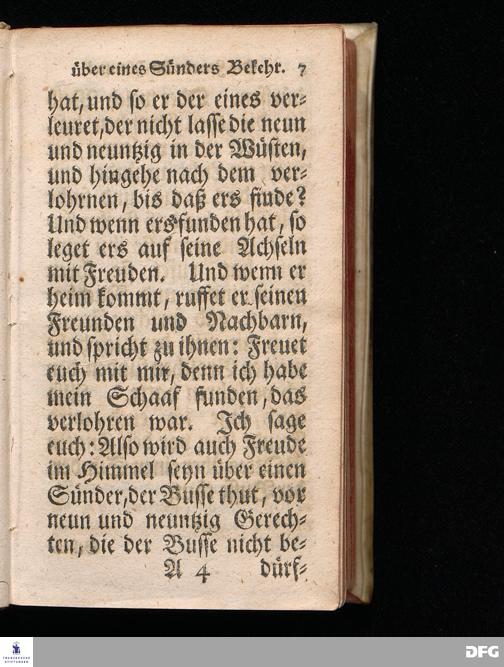 über eines Sünders Bekehr. 7
hat, und so er der eines ver-
leuret, der nicht lasse die neun
und neuntzig in der Wüsten,
und hingehe nach dem ver-
lohrnen, bis daß ers finde?
Und wenn ers funden hat, so
leget ers auf seine Achseln
mit Freuden. Und wenn er
heim kommt, ruffet er seinen
Freunden und Nachbarn,
und spricht zu ihnen: Freuet
euch mit mir, denn ich habe
mein Schaaf funden, das
verlohren war. Ich sage
euch: Also wird auch Freude
im Himmel seyn über einen
Sünder, der Busse thut, vor
neun und neuntzig Gerech-
ten, die der Busse nicht be-
A 4 dürf-
FRANCKESCHE
STIFTUNGEN
DFG